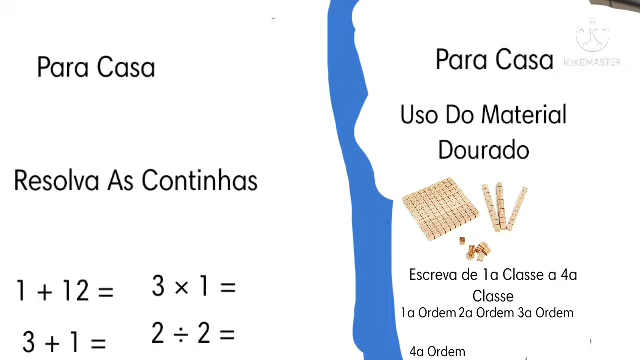 Para Casa
Resolva As Continhas
1 + 12 =
3 × 1 =
3 + 1 =
2 ÷ 2 =
Para Casa
Uso Do Material
Dourado
Escreva de 1a Classe a 4a
Classe
1a Ordem 2a Ordem 3a Ordem
4a Ordem
KINEMASTER